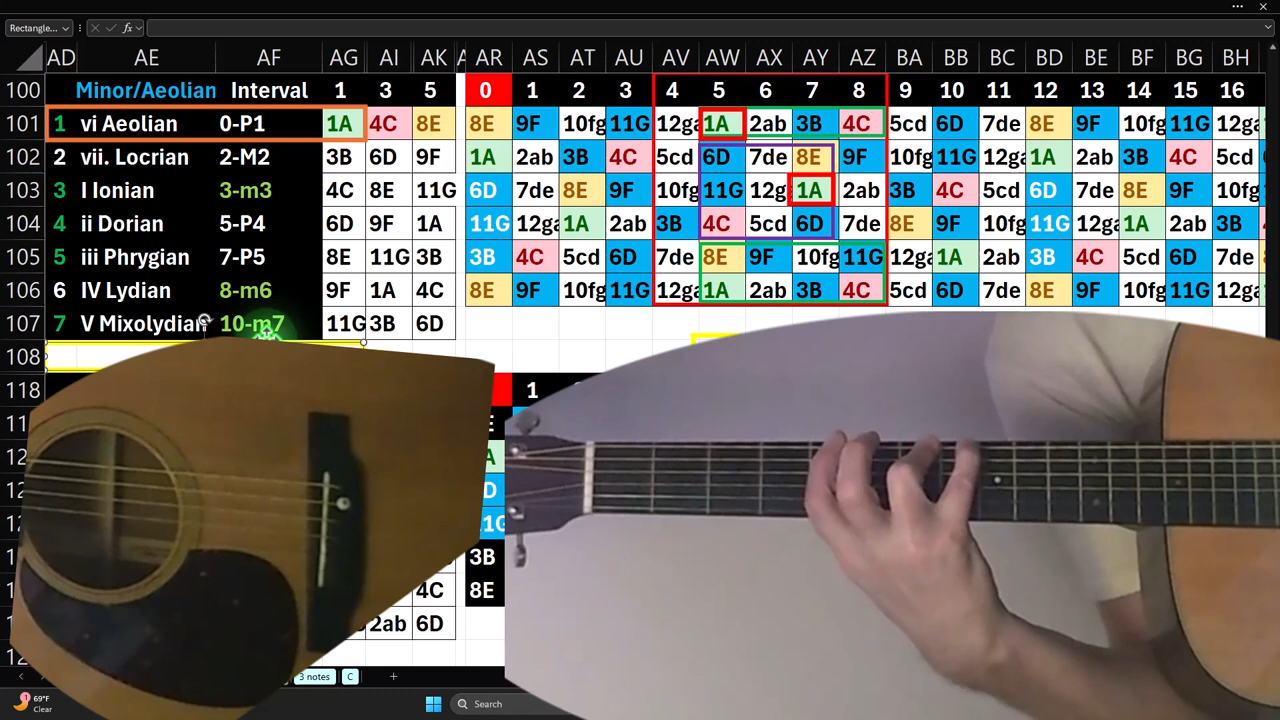 Rectangle... fx
AD AE AF AG AI AK AR AS AT AU AV AW AX AY AZ BA BB BC BD BE BF BG BH
100 Minor/Aeolian Interval 1 3 5 0 1 2 3 4 5 6 7 8 9 10 11 12 13 14 15 16
101 1 vi Aeolian 0-P1 1A 4C 8E 8E 9F 10fg 11G 12ga 1A 2ab 3B 4C 5cd 6D 7de 8E 9F 10fg 11G 12ga
102 2 vii. Locrian 2-M2 3B 6D 9F 1A 2ab 3B 4C 5cd 6D 7de 8E 9F 10fg 11G 12ga 1A 2ab 3B 4C 5cd
103 3 I Ionian 3-m3 4C 8E 11G 6D 7de 8E 9F 10fg 11G 12g 1A 2ab 3B 4C 5cd 6D 7de 8E 9F 10fg
104 4 ii Dorian 5-P4 6D 9F 1A 11G 12ga 1A 2ab 3B 4C 5cd 6D 7de 8E 9F 10fg 11G 12ga 1A 2ab 3B
105 5 iii Phrygian 7-P5 8E 11G 3B 3B 4C 5cd 6D 7de 8E 9F 10fg 11G 12ga 1A 2ab 3B 4C 5cd 6D 7de
106 6 IV Lydian 8-m6 9F 1A 4C 8E 9F 10fg 11G 12ga 1A 2ab 3B 4C 5cd 6D 7de 8E 9F 10fg 11G 12ga
107 7 V Mixolydian 10-m7 11G 3B 6D
108
118 1
3B
4C 8E
2ab 6D
3 notes C +
69°F
Clear
Search